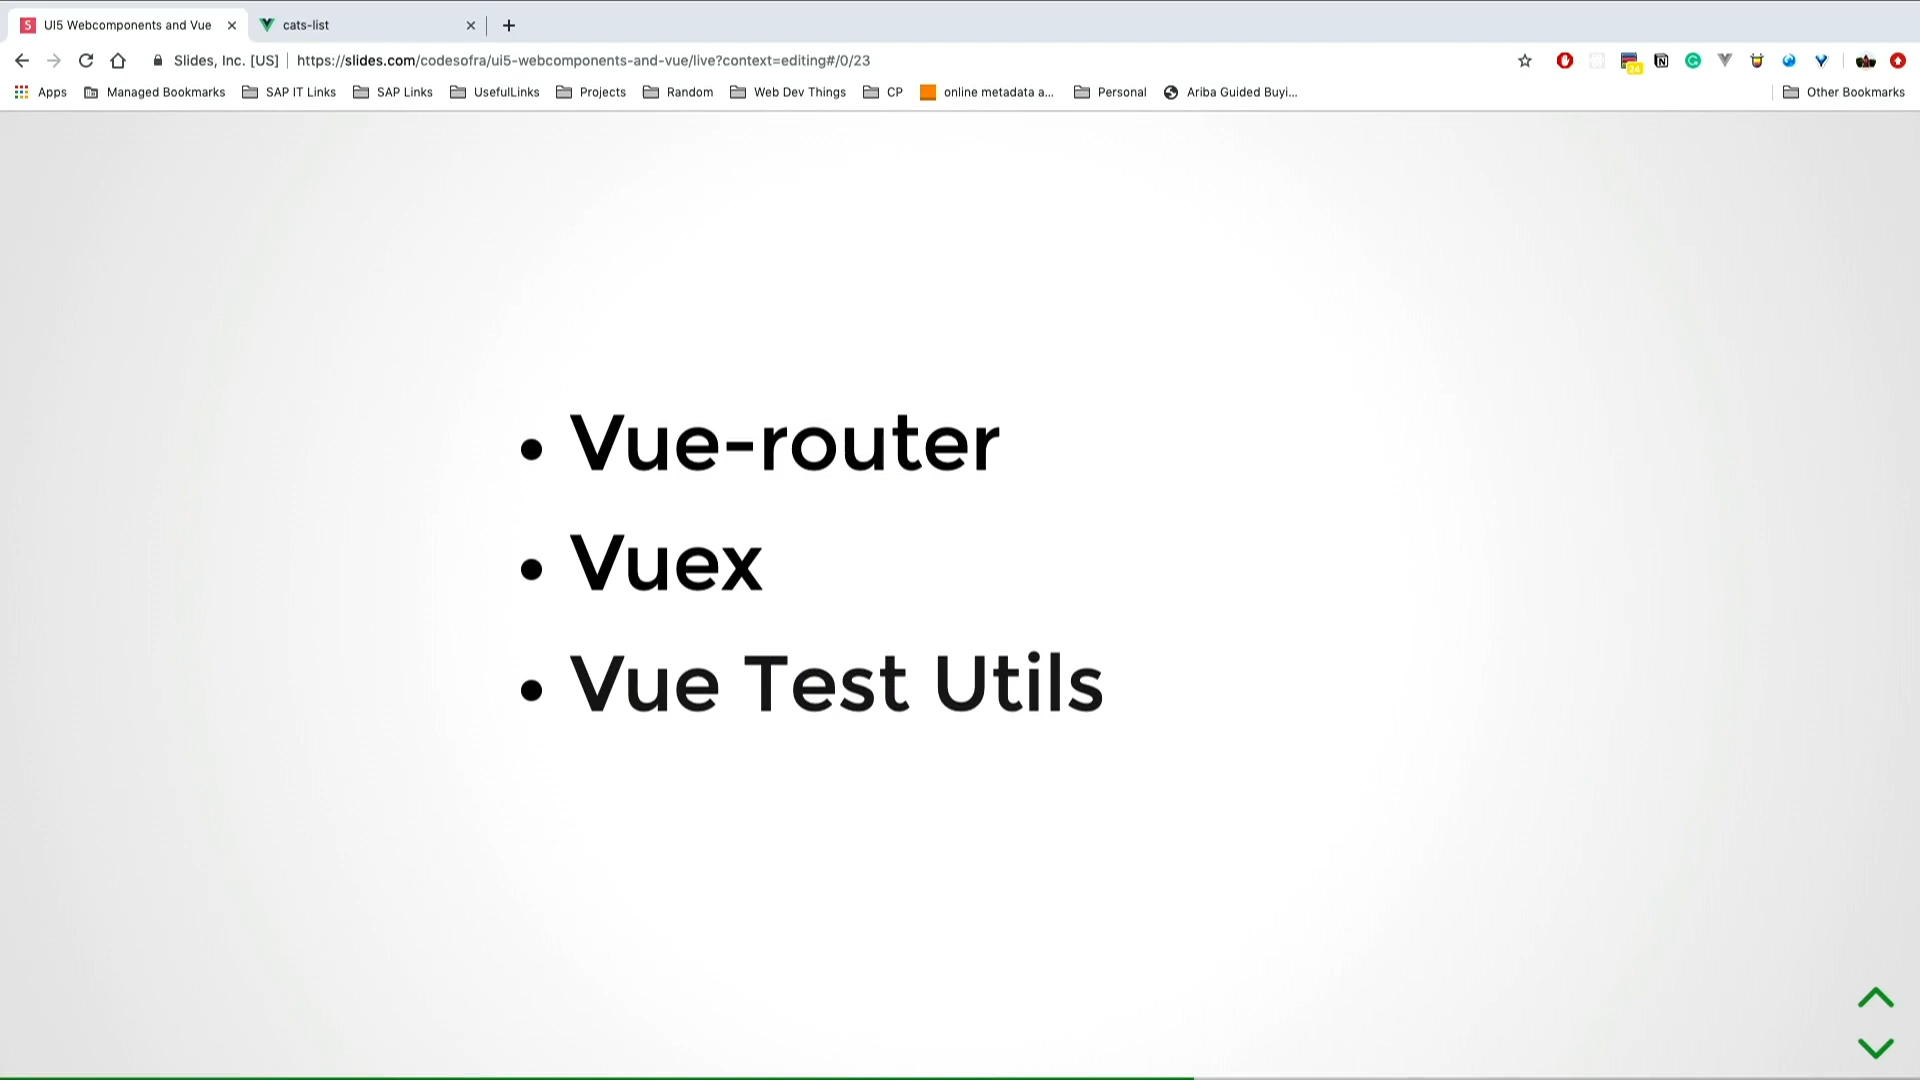 UI5 Webcomponents and Vue
cats-list
Slides, Inc. [US] https://slides.com/codesofra/ui5-webcomponents-and-vue/live?context=editing#/0/23
Apps Managed Bookmarks SAP IT Links SAP Links UsefulLinks Projects Random Web Dev Things CP online metadata a... Personal Ariba Guided Buyi... Other Bookmarks
• Vue-router
• Vuex
• Vue Test Utils